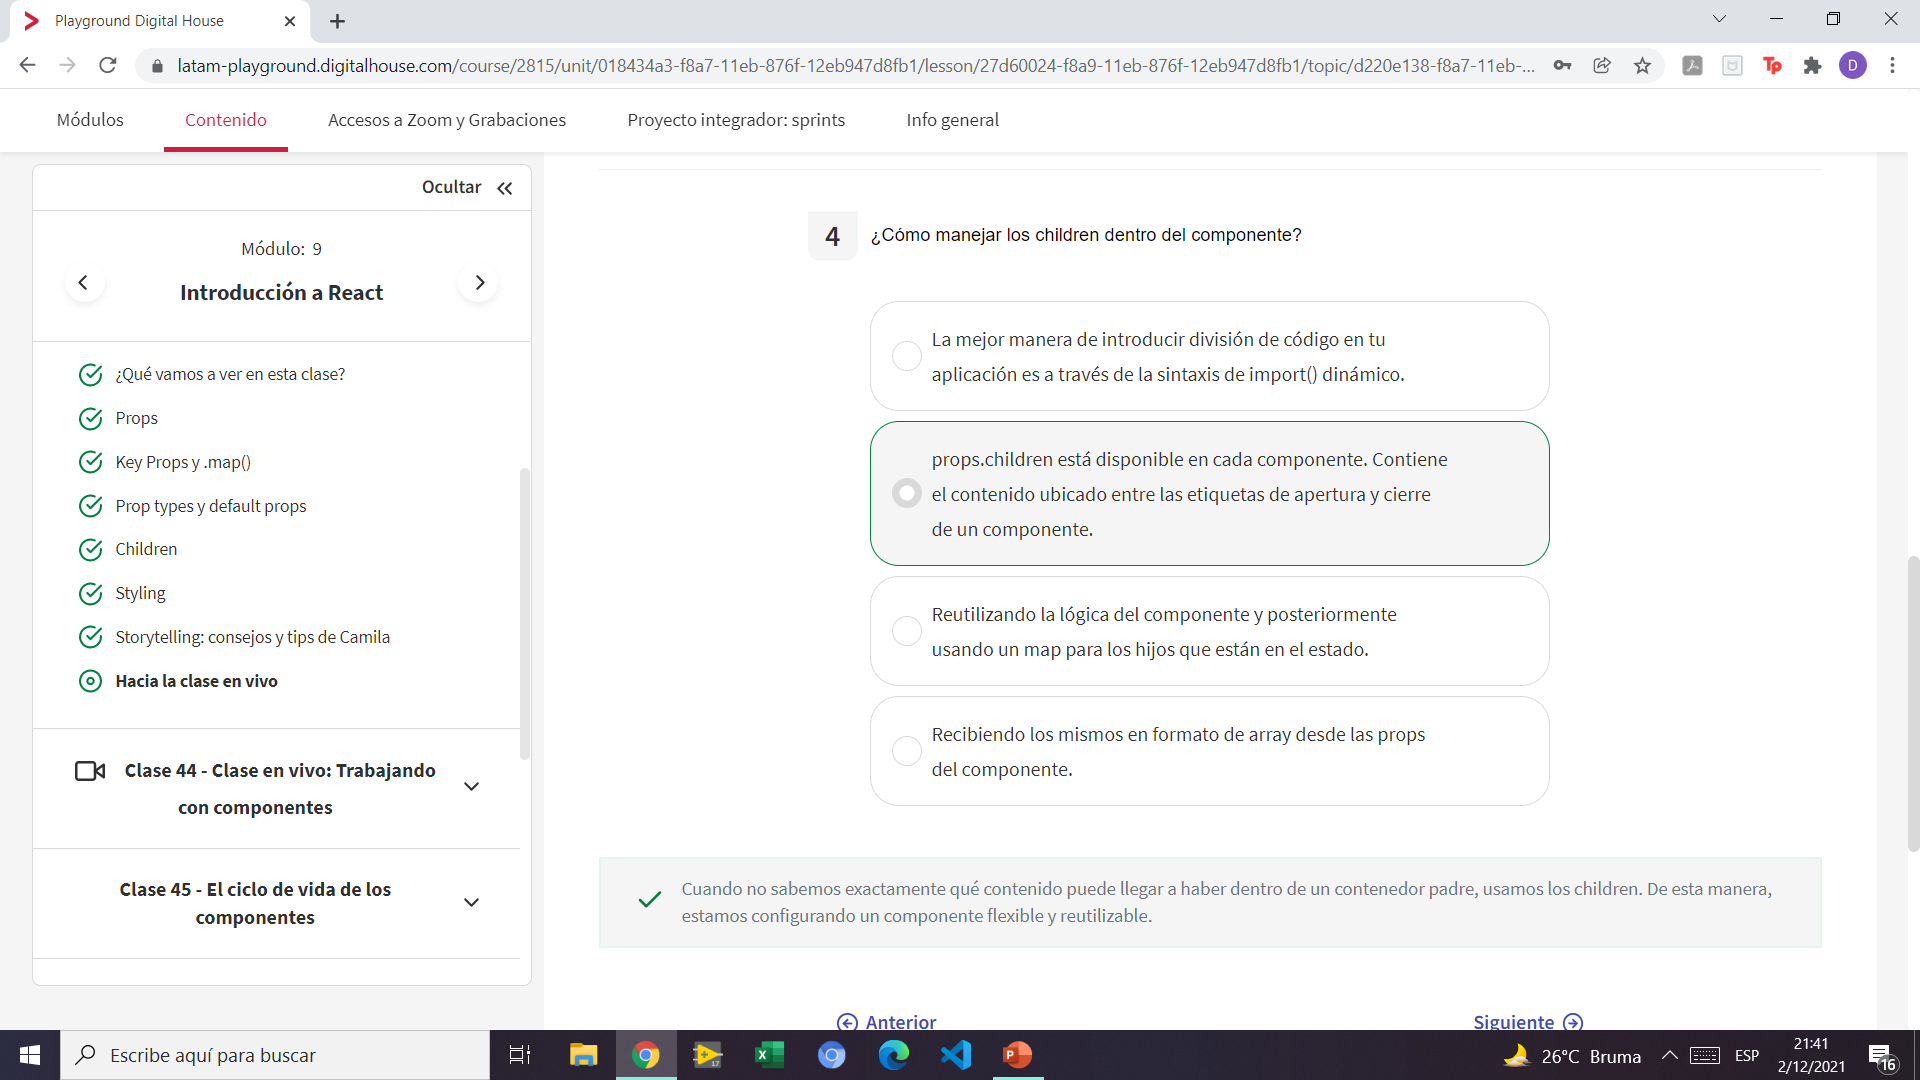 Playground Digital House
latam-playground.digitalhouse.com/course/2815/unit/018434a3-f8a7-11eb-876f-12eb947d8fb1/lesson/27d60024-f8a9-11eb-876f-12eb947d8fb1/topic/d220e138-f8a7-11eb-...
Tp
D
Módulos
Contenido
Accesos a Zoom y Grabaciones
Proyecto integrador: sprints
Info general
Ocultar
Módulo: 9
Introducción a React
¿Qué vamos a ver en esta clase?
Props
Key Props y .map()
Prop types y default props
Children
Styling
Storytelling: consejos y tips de Camila
Hacia la clase en vivo
Clase 44 - Clase en vivo: Trabajando
con componentes
Clase 45 - El ciclo de vida de los
componentes
4
¿Cómo manejar los children dentro del componente?
La mejor manera de introducir división de código en tu
aplicación es a través de la sintaxis de import() dinámico.
props.children está disponible en cada componente. Contiene
el contenido ubicado entre las etiquetas de apertura y cierre
de un componente.
Reutilizando la lógica del componente y posteriormente
usando un map para los hijos que están en el estado.
Recibiendo los mismos en formato de array desde las props
del componente.
Cuando no sabemos exactamente qué contenido puede llegar a haber dentro de un contenedor padre, usamos los children. De esta manera,
estamos configurando un componente flexible y reutilizable.
Anterior
Siguiente
Escribe aquí para buscar
26°C Bruma
ESP
21:41
2/12/2021
16